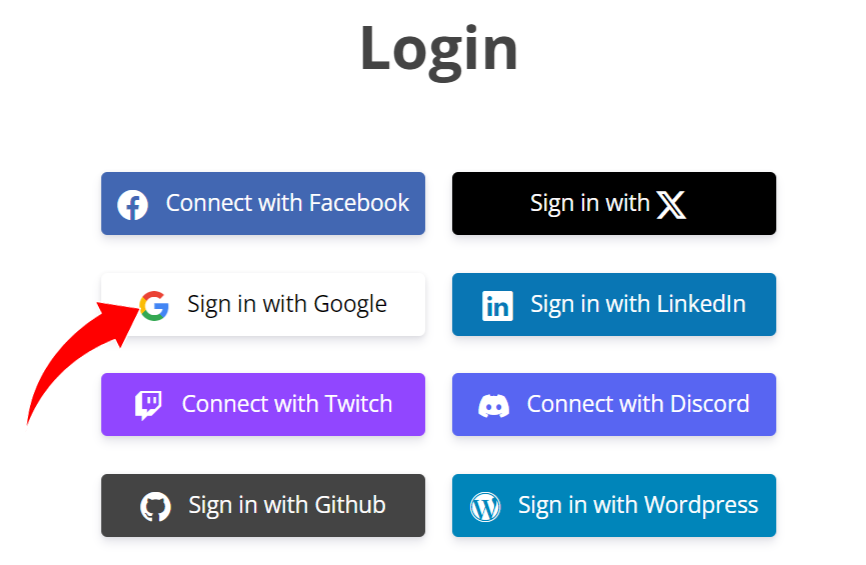 Login
Connect with Facebook
Sign in with X
Sign in with Google
Sign in with LinkedIn
Connect with Twitch
Connect with Discord
Sign in with Github
Sign in with Wordpress